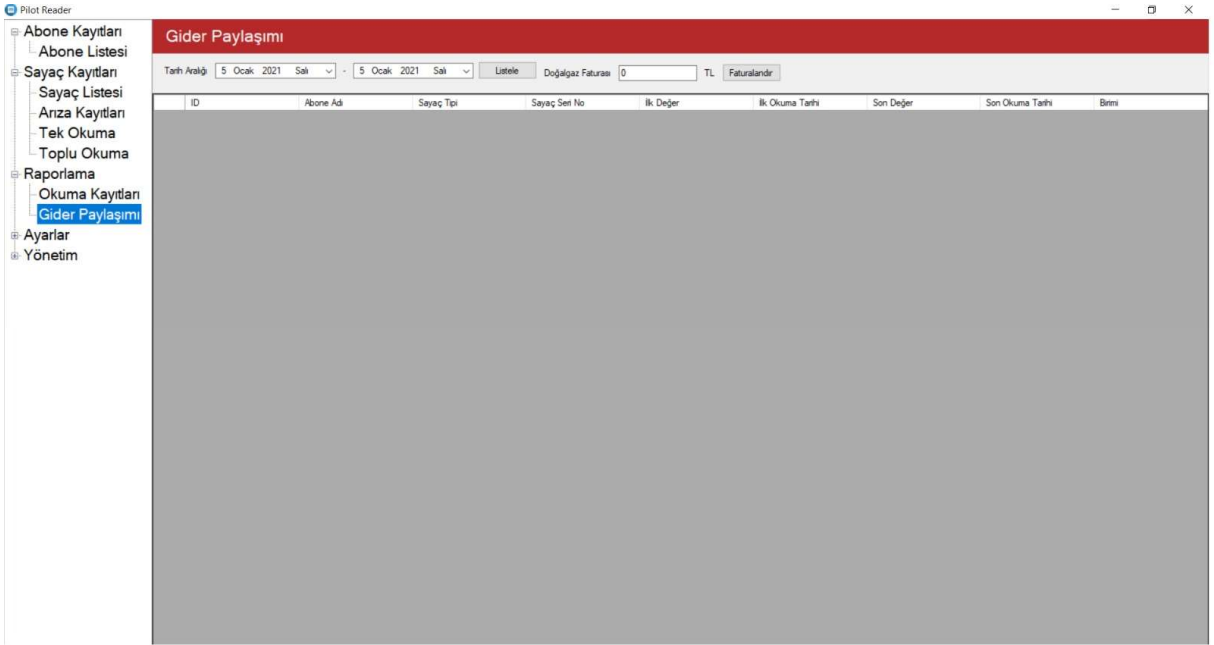 Pilot Reader
Abone Kayıtları
Abone Listesi
Sayaç Kayıtları
Sayaç Listesi
Arıza Kayıtları
Tek Okuma
Toplu Okuma
Raporlama
Okuma Kayıtları
Gider Paylaşımı
Ayarlar
Yönetim
Gider Paylaşımı
Tarih Aralığı 5 Ocak 2021 Salı - 5 Ocak 2021 Salı Listele Doğalgaz Faturası 0 TL Faturalandır
ID Abone Adı Sayaç Tipi Sayaç Seri No İlk Değer İlk Okuma Tarihi Son Değer Son Okuma Tarihi Birimi